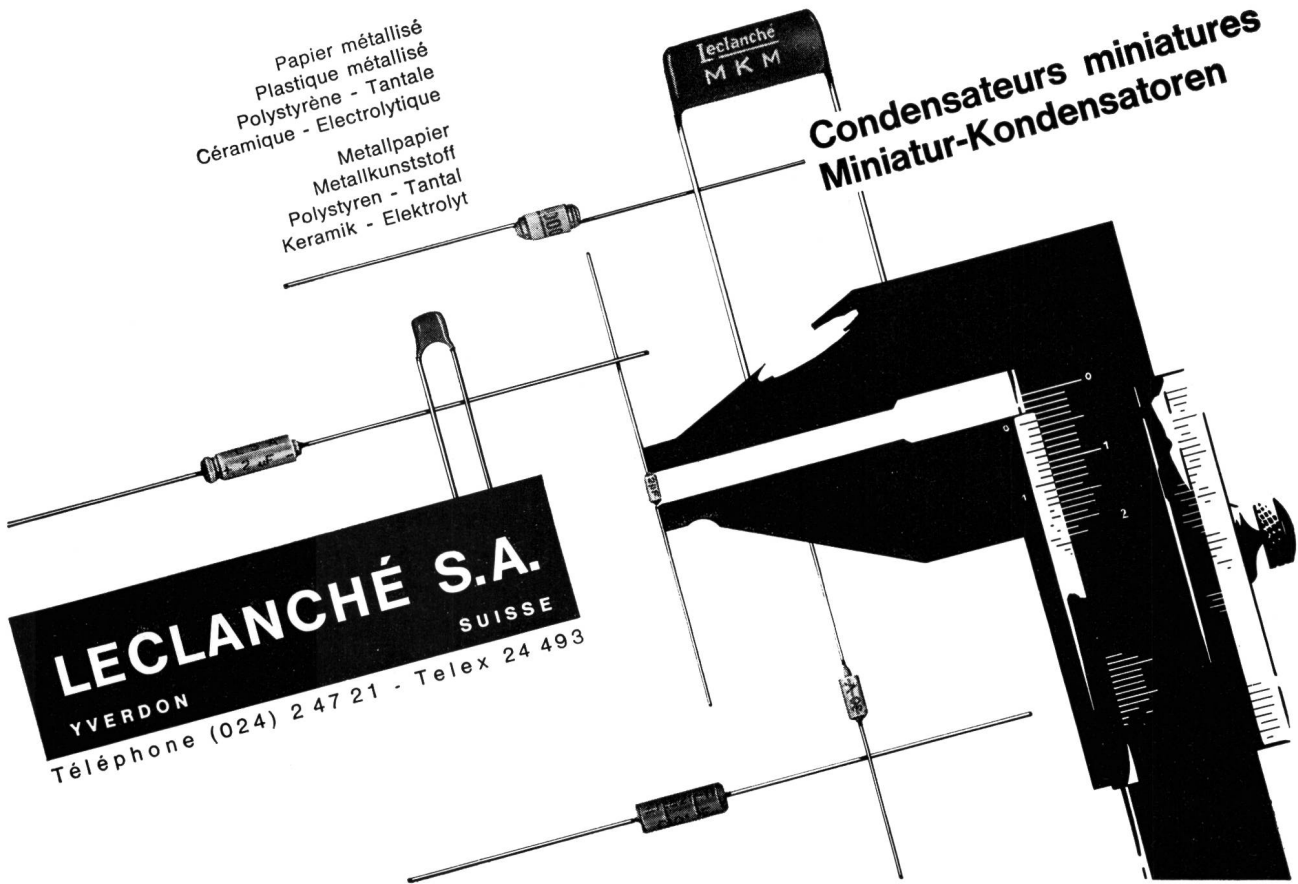 Papier métallisé
Plastique métallisé
Polystyrène - Tantale
Céramique - Electrolytique
Metallpapier
Metallkunststoff
Polystyren - Tantal
Keramik - Elektrolyt
Leclanché
MKM
Condensateurs miniatures
Miniatur-Kondensatoren
0
0
1
1
2
LECLANCHÉ S.A.
YVERDON
SUISSE
Téléphone (024) 2 47 21 - Telex 24 493